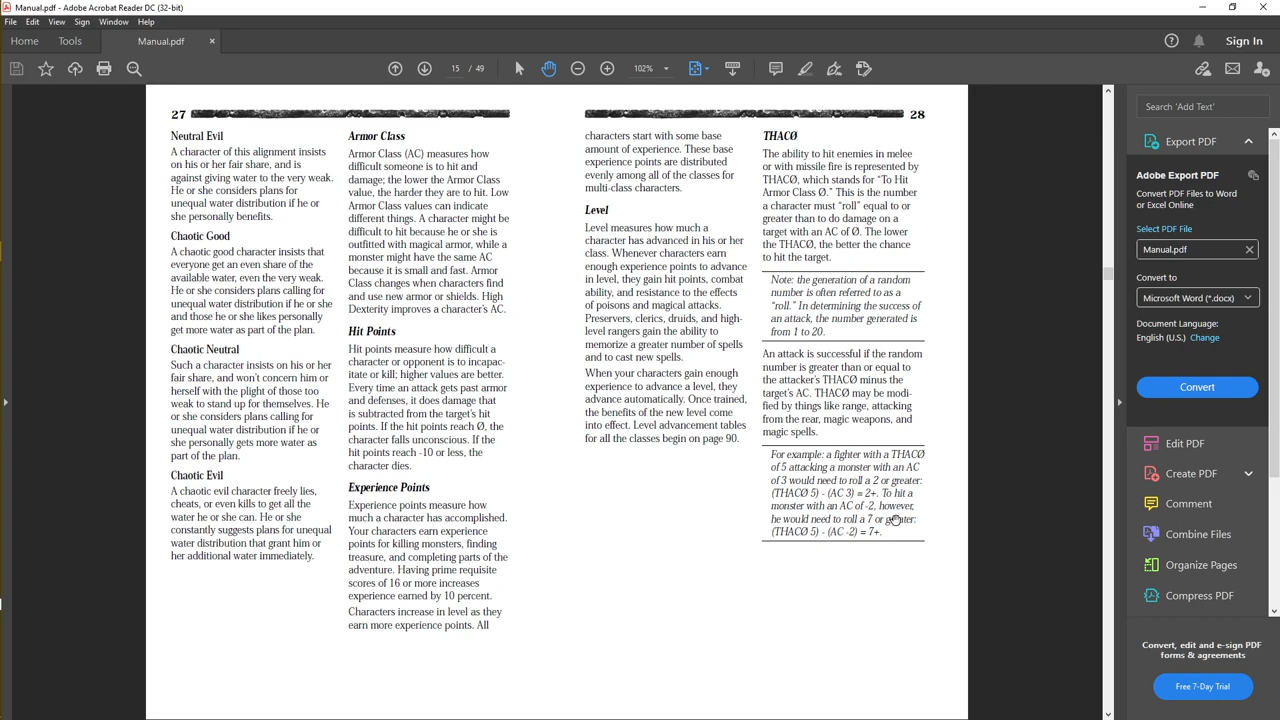 Manual.pdf - Adobe Acrobat Reader DC (32-bit)
File Edit View Sign Window Help
Home Tools Manual.pdf × Sign In
15 / 49 102%
27
Neutral Evil
A character of this alignment insists
on his or her fair share, and is
against giving water to the very weak.
He or she considers plans for
unequal water distribution if he or
she personally benefits.
Chaotic Good
A chaotic good character insists that
everyone get an even share of the
available water, even the very weak.
He or she considers plans calling for
unequal water distribution if he or she
and those he or she likes personally
get more water as part of the plan.
Chaotic Neutral
Such a character insists on his or her
fair share, and won't concern him or
herself with the plight of those too
weak to stand up for themselves. He
or she considers plans calling for
unequal water distribution if he or
she personally gets more water as
part of the plan.
Chaotic Evil
A chaotic evil character freely lies,
cheats, or even kills to get all the
water he or she can. He or she
constantly suggests plans for unequal
water distribution that grant him or
her additional water immediately.
Armor Class
Armor Class (AC) measures how
difficult someone is to hit and
damage; the lower the Armor Class
value, the harder they are to hit. Low
Armor Class values can indicate
different things. A character might be
difficult to hit because he or she is
outfitted with magical armor, while a
monster might have the same AC
because it is small and fast. Armor
Class changes when characters find
and use new armor or shields. High
Dexterity improves a character's AC.
Hit Points
Hit points measure how difficult a
character or opponent is to incapac-
itate or kill; higher values are better.
Every time an attack gets past armor
and defenses, it does damage that
is subtracted from the target's hit
points. If the hit points reach Ø, the
character falls unconscious. If the
hit points reach -10 or less, the
character dies.
Experience Points
Experience points measure how
much a character has accomplished.
Your characters earn experience
points for killing monsters, finding
treasure, and completing parts of the
adventure. Having prime requisite
scores of 16 or more increases
experience earned by 10 percent.
Characters increase in level as they
earn more experience points. All
28
characters start with some base
amount of experience. These base
experience points are distributed
evenly among all of the classes for
multi-class characters.
Level
Level measures how much a
character has advanced in his or her
class. Whenever characters earn
enough experience points to advance
in level, they gain hit points, combat
ability, and resistance to the effects
of poisons and magical attacks.
Preservers, clerics, druids, and high-
level rangers gain the ability to
memorize a greater number of spells
and to cast new spells.
When your characters gain enough
experience to advance a level, they
advance automatically. Once trained,
the benefits of the new level come
into effect. Level advancement tables
for all the classes begin on page 90.
THACØ
The ability to hit enemies in melee
or with missile fire is represented by
THACØ, which stands for “To Hit
Armor Class Ø.” This is the number
a character must “roll” equal to or
greater than to do damage on a
target with an AC of Ø. The lower
the THACØ, the better the chance
to hit the target.
Note: the generation of a random
number is often referred to as a
“roll.” In determining the success of
an attack, the number generated is
from 1 to 20.
An attack is successful if the random
number is greater than or equal to
the attacker's THACØ minus the
target's AC. THACØ may be modi-
fied by things like range, attacking
from the rear, magic weapons, and
magic spells.
For example: a fighter with a THACØ
of 5 attacking a monster with an AC
of 3 would need to roll a 2 or greater:
(THACØ 5) - (AC 3) = 2+. To hit a
monster with an AC of -2, however,
he would need to roll a 7 or greater:
(THACØ 5) - (AC -2) = 7+.
Search 'Add Text'
Export PDF
Adobe Export PDF
Convert PDF Files to Word
or Excel Online
Select PDF File
Manual.pdf
Convert to
Microsoft Word (*.docx)
Document Language:
English (U.S.) Change
Convert
Edit PDF
Create PDF
Comment
Combine Files
Organize Pages
Compress PDF
Convert, edit and e-sign PDF
forms & agreements
Free 7-Day Trial